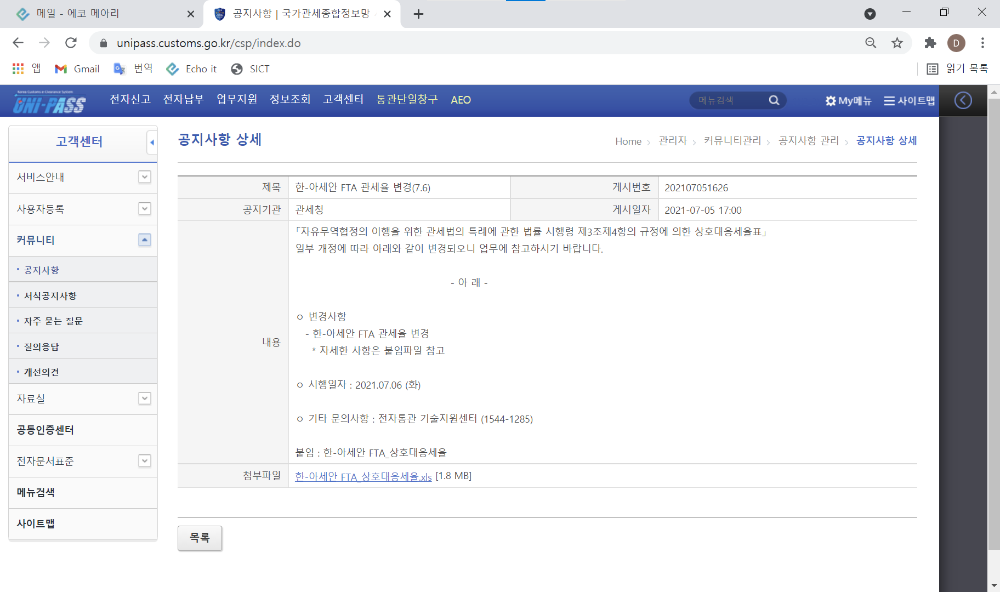 메일 - 에코 메아리
공지사항 | 국가관세종합정보망
unipass.customs.go.kr/csp/index.do
D
앱 Gmail 번역 Echo it SICT 읽기 목록
Korea Customs e-Clearance System
UNI-PASS
전자신고 전자납부 업무지원 정보조회 고객센터 통관단일창구 AEO
메뉴검색
My메뉴 사이트맵
고객센터
서비스안내
사용자등록
커뮤니티
· 공지사항
· 서식공지사항
· 자주 묻는 질문
· 질의응답
· 개선의견
자료실
공동인증센터
전자문서표준
메뉴검색
사이트맵
공지사항 상세
Home > 관리자 > 커뮤니티관리 > 공지사항 관리 > 공지사항 상세
제목 한-아세안 FTA 관세율 변경(7.6) 게시번호 202107051626
공지기관 관세청 게시일자 2021-07-05 17:00
내용
「자유무역협정의 이행을 위한 관세법의 특례에 관한 법률 시행령 제3조제4항의 규정에 의한 상호대응세율표」
일부 개정에 따라 아래와 같이 변경되오니 업무에 참고하시기 바랍니다.
- 아 래 -
ㅇ 변경사항
- 한-아세안 FTA 관세율 변경
* 자세한 사항은 붙임파일 참고
ㅇ 시행일자 : 2021.07.06 (화)
ㅇ 기타 문의사항 : 전자통관 기술지원센터 (1544-1285)
붙임 : 한-아세안 FTA_상호대응세율
첨부파일 한-아세안 FTA_상호대응세율.xls [1.8 MB]
목록